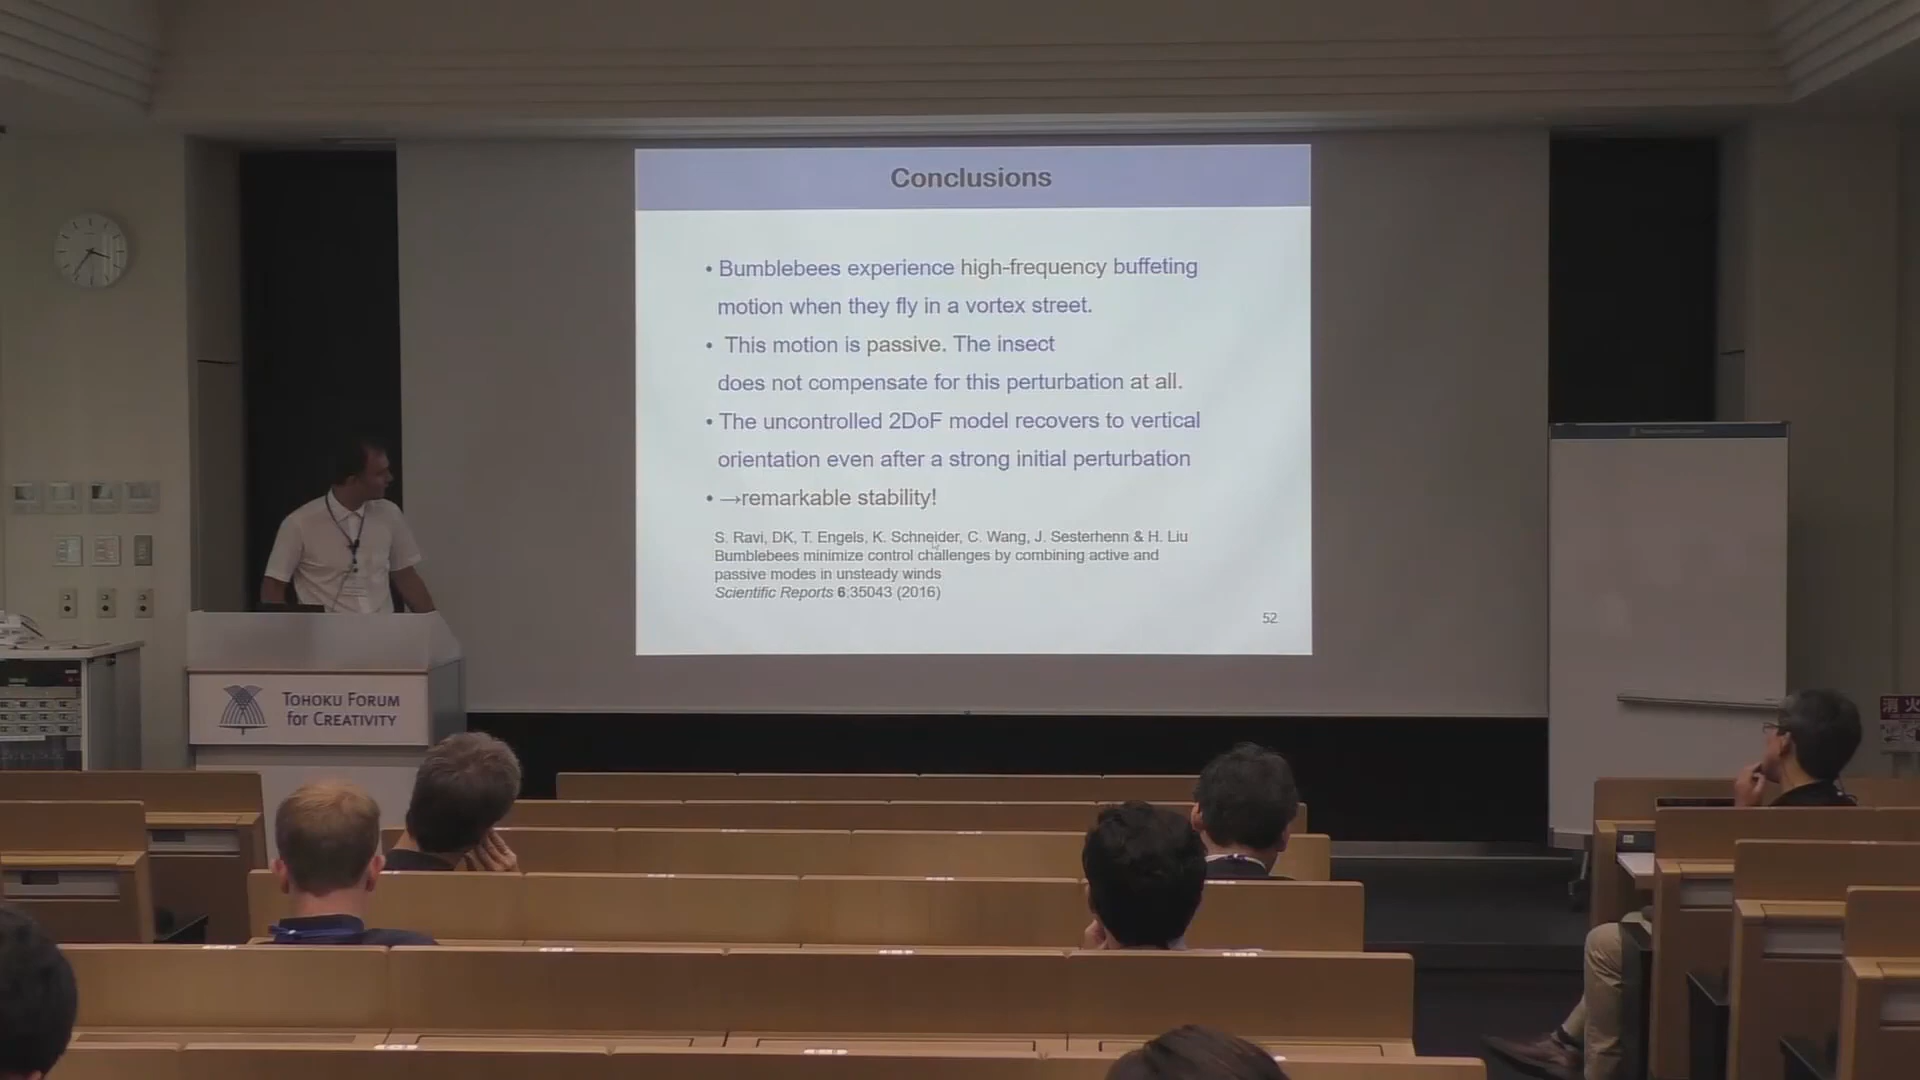 Conclusions
• Bumblebees experience high-frequency buffeting
motion when they fly in a vortex street.
• This motion is passive. The insect
does not compensate for this perturbation at all.
• The uncontrolled 2DoF model recovers to vertical
orientation even after a strong initial perturbation
• →remarkable stability!
S. Ravi, DK, T. Engels, K. Schneider, C. Wang, J. Sesterhenn & H. Liu
Bumblebees minimize control challenges by combining active and
passive modes in unsteady winds
Scientific Reports 6:35043 (2016)
52
TOHOKU FORUM
for CREATIVITY
消火